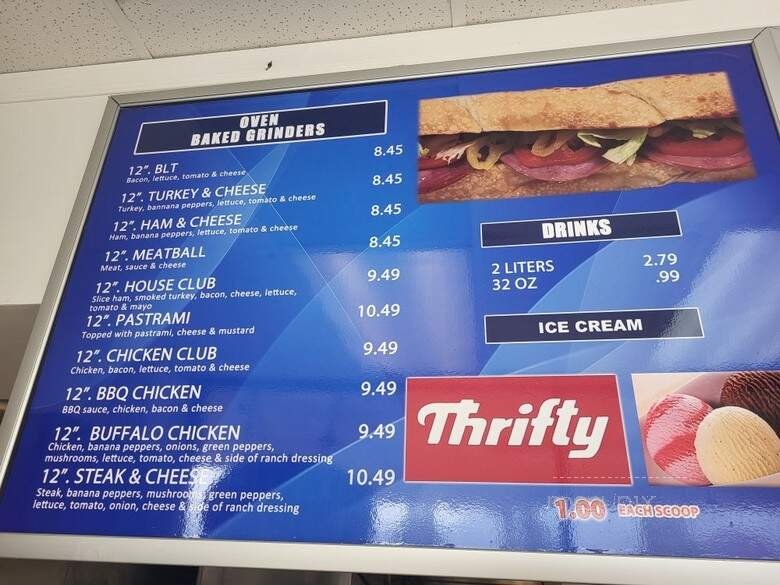 OVEN
BAKED GRINDERS
12". BLT 8.45
Bacon, lettuce, tomato & cheese
12". TURKEY & CHEESE 8.45
Turkey, bannana peppers, lettuce, tomato & cheese
12". HAM & CHEESE 8.45
Ham, banana peppers, lettuce, tomato & cheese
12". MEATBALL 8.45
Meat, sauce & cheese
12". HOUSE CLUB 9.49
Slice ham, smoked turkey, bacon, cheese, lettuce,
tomato & mayo
12". PASTRAMI 10.49
Topped with pastrami, cheese & mustard
12". CHICKEN CLUB 9.49
Chicken, bacon, lettuce, tomato & cheese
12". BBQ CHICKEN 9.49
BBQ sauce, chicken, bacon & cheese
12". BUFFALO CHICKEN 9.49
Chicken, banana peppers, onions, green peppers,
mushrooms, lettuce, tomato, cheese & side of ranch dressing
12". STEAK & CHEESE 10.49
Steak, banana peppers, mushrooms, green peppers,
lettuce, tomato, onion, cheese & side of ranch dressing
DRINKS
2 LITERS 2.79
32 OZ .99
ICE CREAM
Thrifty
1.00 EACH SCOOP